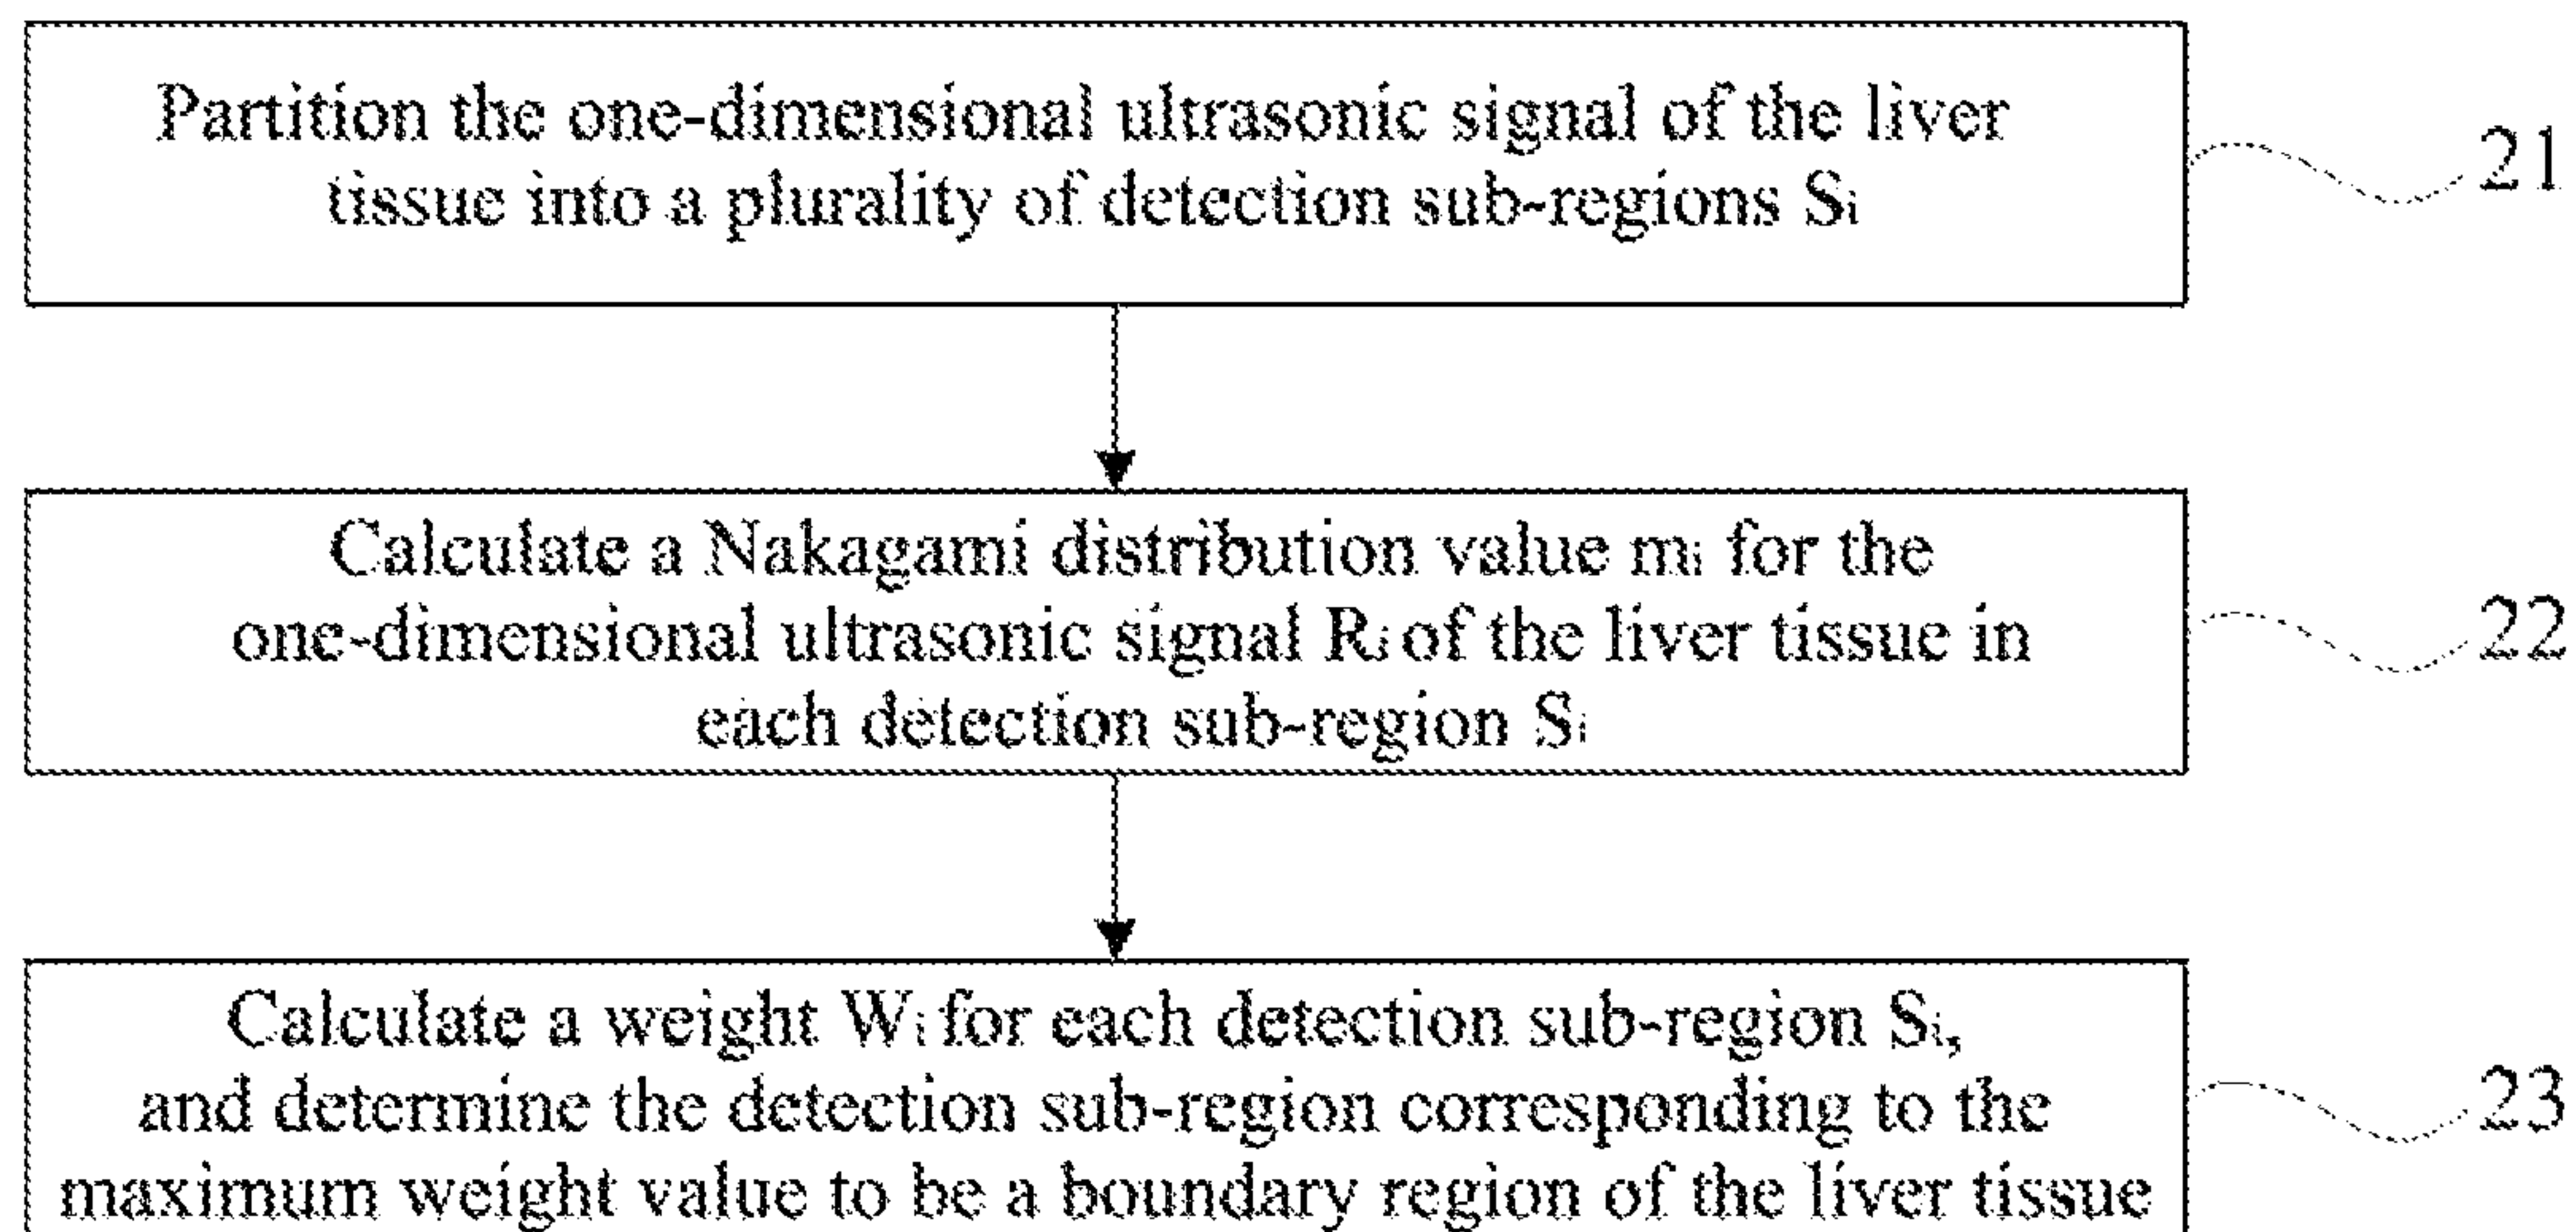 Partition the one-dimensional ultrasonic signal of the liver
tissue into a plurality of detection sub-regions Si
21
Calculate a Nakagami distribution value mi for the
one-dimensional ultrasonic signal Ri of the liver tissue in
each detection sub-region Si
22
Calculate a weight Wi for each detection sub-region Si,
and determine the detection sub-region corresponding to the
maximum weight value to be a boundary region of the liver tissue
23